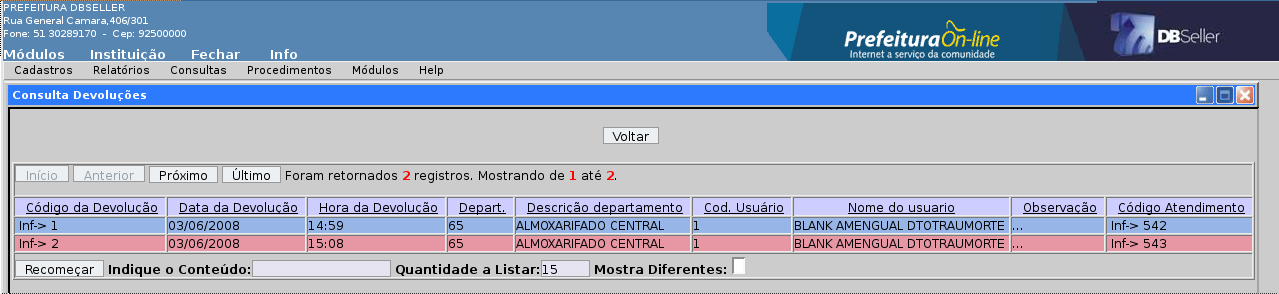 PREFEITURA DBSELLER
Rua General Camara,406/301
Fone: 51 30289170 - Cep: 92500000
PrefeituraOn-line
Internet a serviço da comunidade
DBSeller
Módulos Instituição Fechar Info
Cadastros Relatórios Consultas Procedimentos Módulos Help
Consulta Devoluções
Voltar
Início Anterior Próximo Último Foram retornados 2 registros. Mostrando de 1 até 2.
Código da Devolução Data da Devolução Hora da Devolução Depart. Descrição departamento Cod. Usuário Nome do usuario Observação Código Atendimento
Inf-> 1 03/06/2008 14:59 65 ALMOXARIFADO CENTRAL 1 BLANK AMENGUAL DTOTRAUMORTE ... Inf-> 542
Inf-> 2 03/06/2008 15:08 65 ALMOXARIFADO CENTRAL 1 BLANK AMENGUAL DTOTRAUMORTE ... Inf-> 543
Recomeçar Indique o Conteúdo: Quantidade a Listar: 15 Mostra Diferentes: